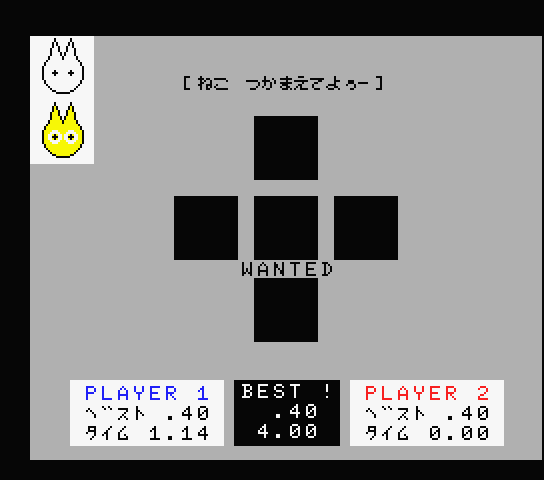 [ ねこ つかまえてよぅー ]
WANTED
PLAYER 1
ベスト .40
タイム 1.14
BEST !
.40
4.00
PLAYER 2
ベスト .40
タイム 0.00